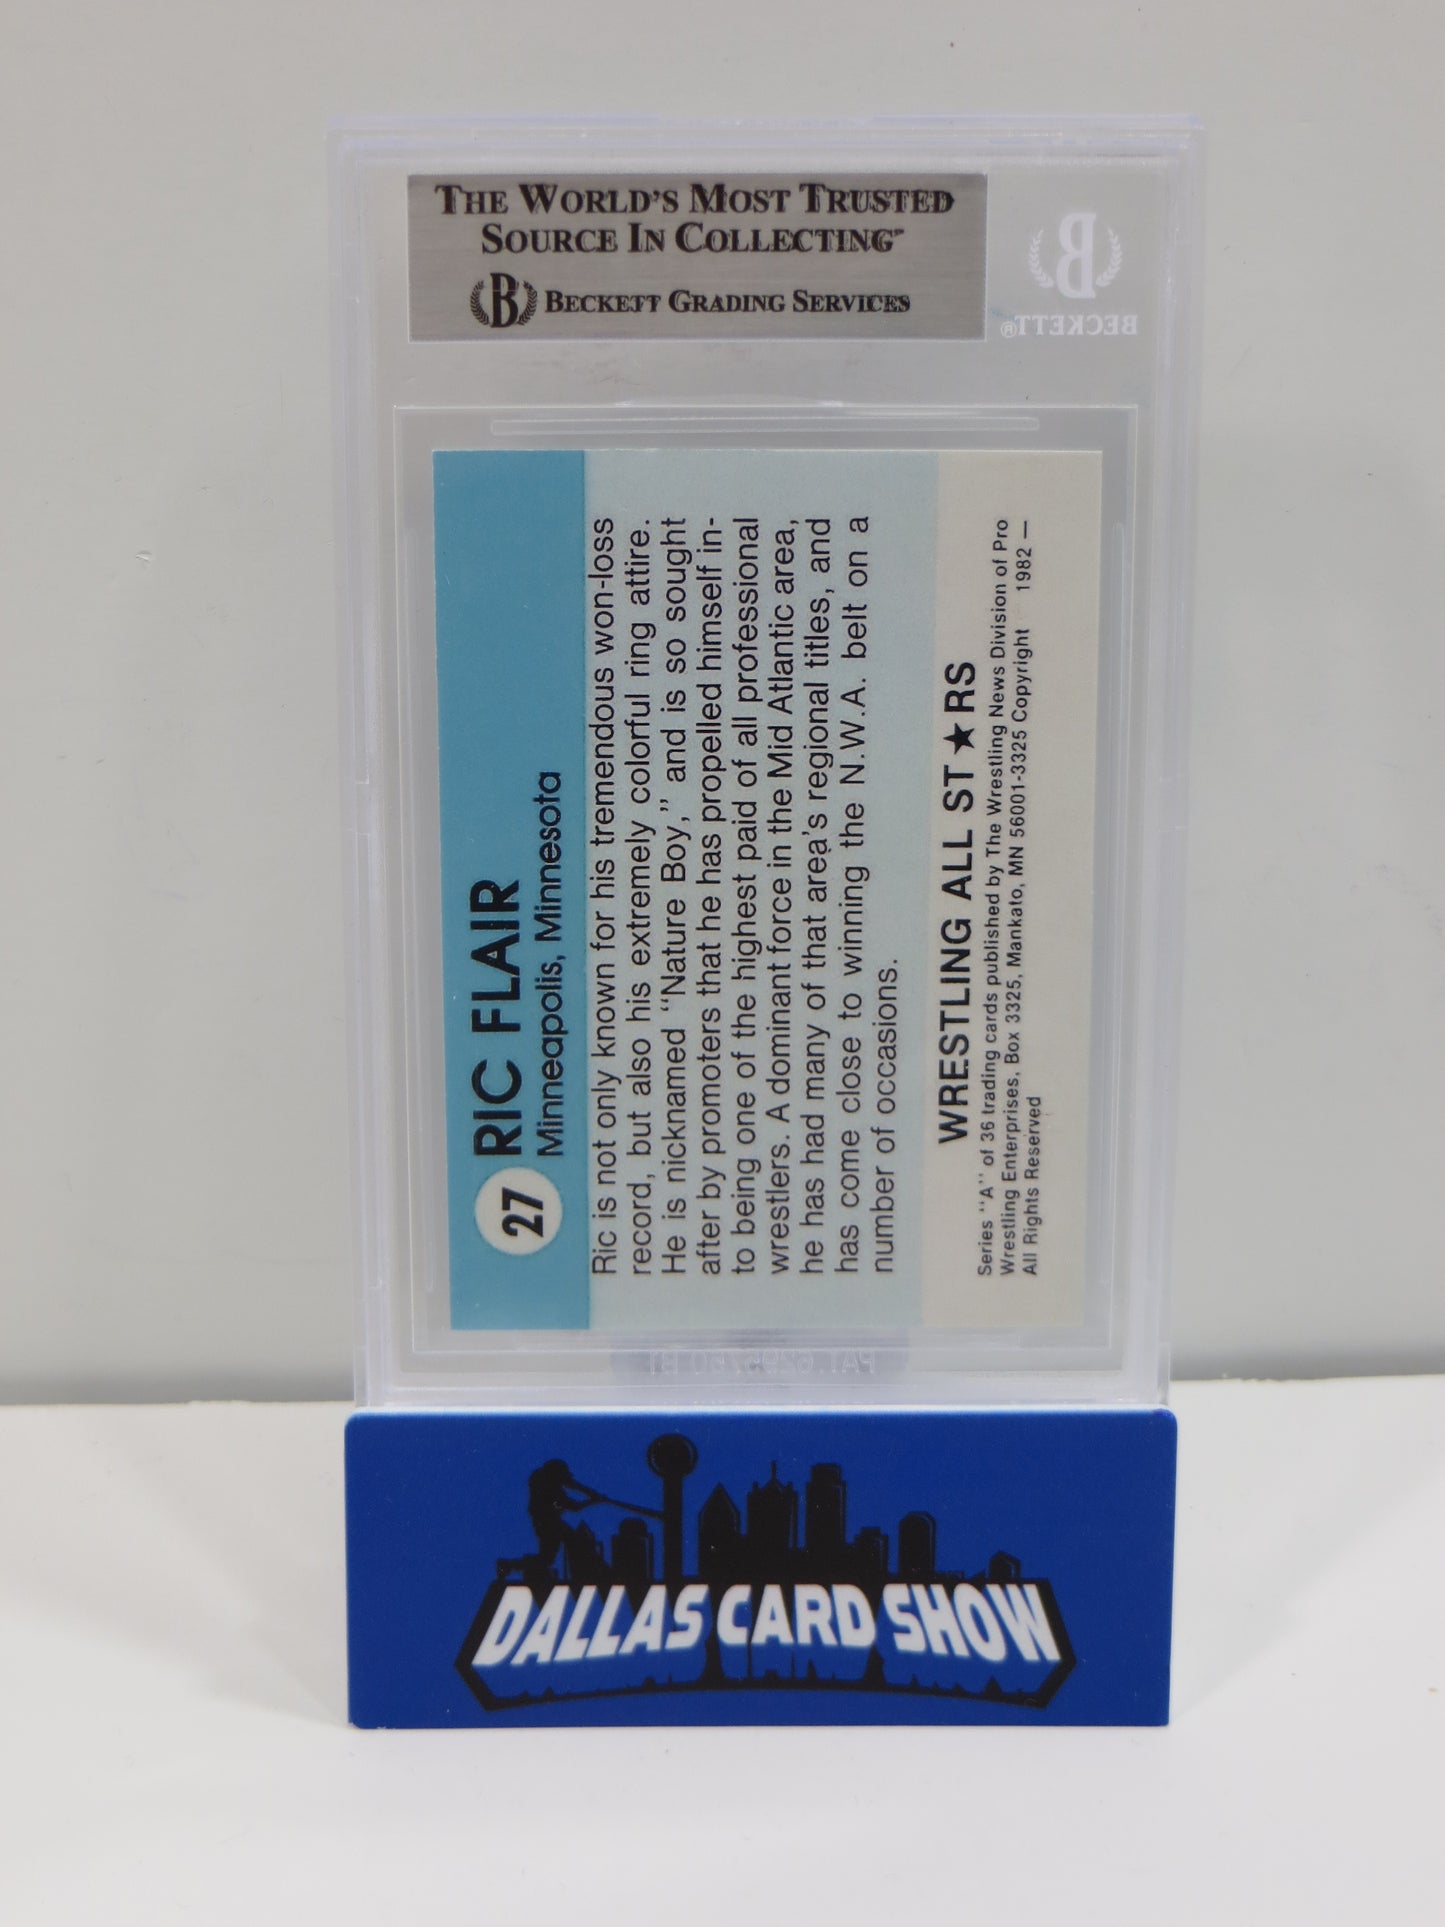 THE WORLD'S MOST TRUSTED
SOURCE IN COLLECTING
BECKETT GRADING SERVICES
B
BECKETT®
27
RIC FLAIR
Minneapolis, Minnesota
Ric is not only known for his tremendous won-loss
record, but also his extremely colorful ring attire.
He is nicknamed "Nature Boy," and is so sought
after by promoters that he has propelled himself in-
to being one of the highest paid of all professional
wrestlers. A dominant force in the Mid Atlantic area,
he has had many of that area's regional titles, and
has come close to winning the N.W.A. belt on a
number of occasions.
WRESTLING ALL ST★RS
Series "A" of 36 trading cards published by The Wrestling News Division of Pro
Wrestling Enterprises, Box 3325, Mankato, MN 56001-3325 Copyright 1982 —
All Rights Reserved
DALLAS CARD SHOW